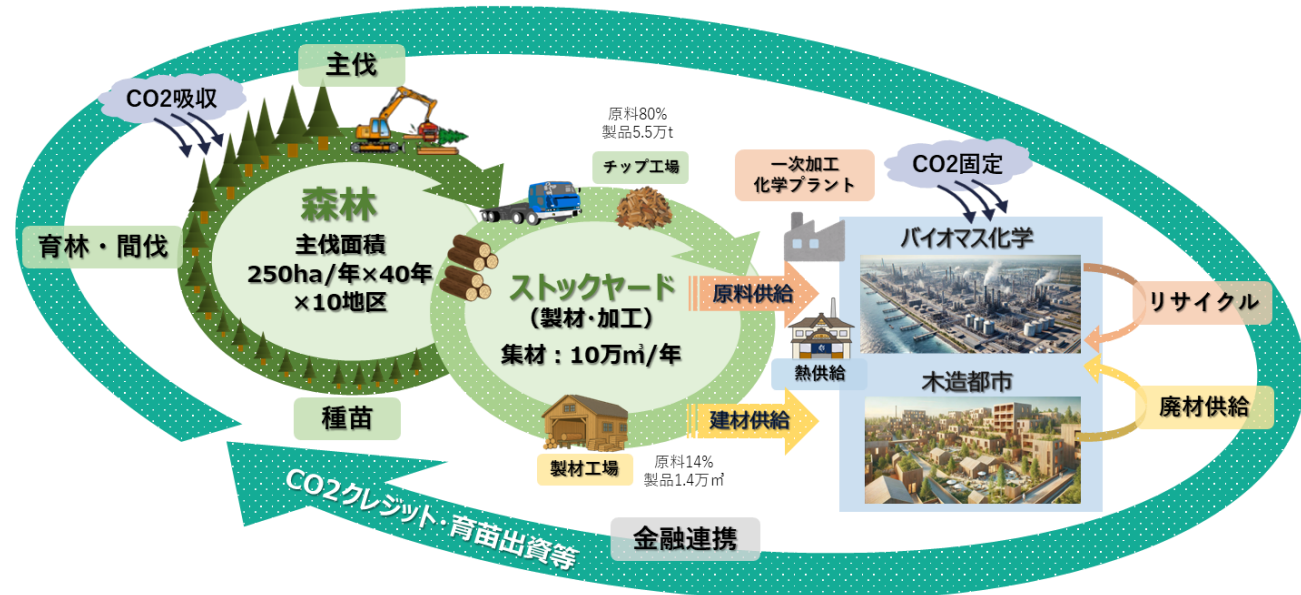 主伐
CO2吸収
育林・間伐
森林
主伐面積
250ha/年×40年
×10地区
種苗
原料80%
製品5.5万t
チップ工場
ストックヤード
（製材・加工）
集材：10万㎥/年
製材工場
原料14%
製品1.4万㎥
原料供給
建材供給
一次加工
化学プラント
熱供給
CO2固定
バイオマス化学
木造都市
リサイクル
廃材供給
金融連携
CO2クレジット・育苗出資等